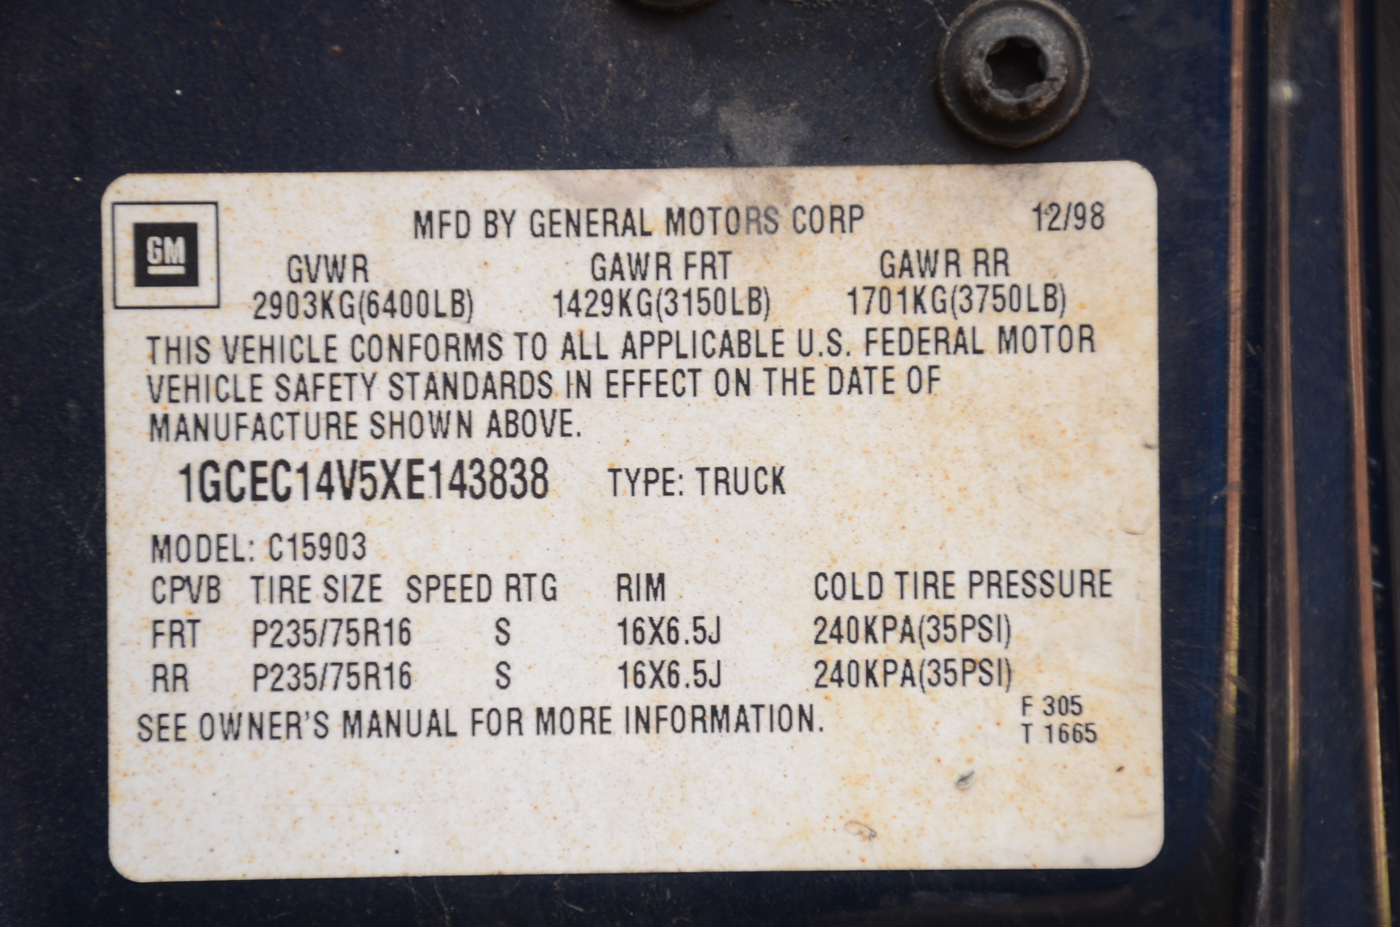 GM
MFD BY GENERAL MOTORS CORP 12/98
GVWR GAWR FRT GAWR RR
2903KG(6400LB) 1429KG(3150LB) 1701KG(3750LB)
THIS VEHICLE CONFORMS TO ALL APPLICABLE U.S. FEDERAL MOTOR
VEHICLE SAFETY STANDARDS IN EFFECT ON THE DATE OF
MANUFACTURE SHOWN ABOVE.
1GCEC14V5XE143838 TYPE: TRUCK
MODEL: C15903
CPVB TIRE SIZE SPEED RTG RIM COLD TIRE PRESSURE
FRT P235/75R16 S 16X6.5J 240KPA(35PSI)
RR P235/75R16 S 16X6.5J 240KPA(35PSI)
SEE OWNER'S MANUAL FOR MORE INFORMATION.
F 305
T 1665